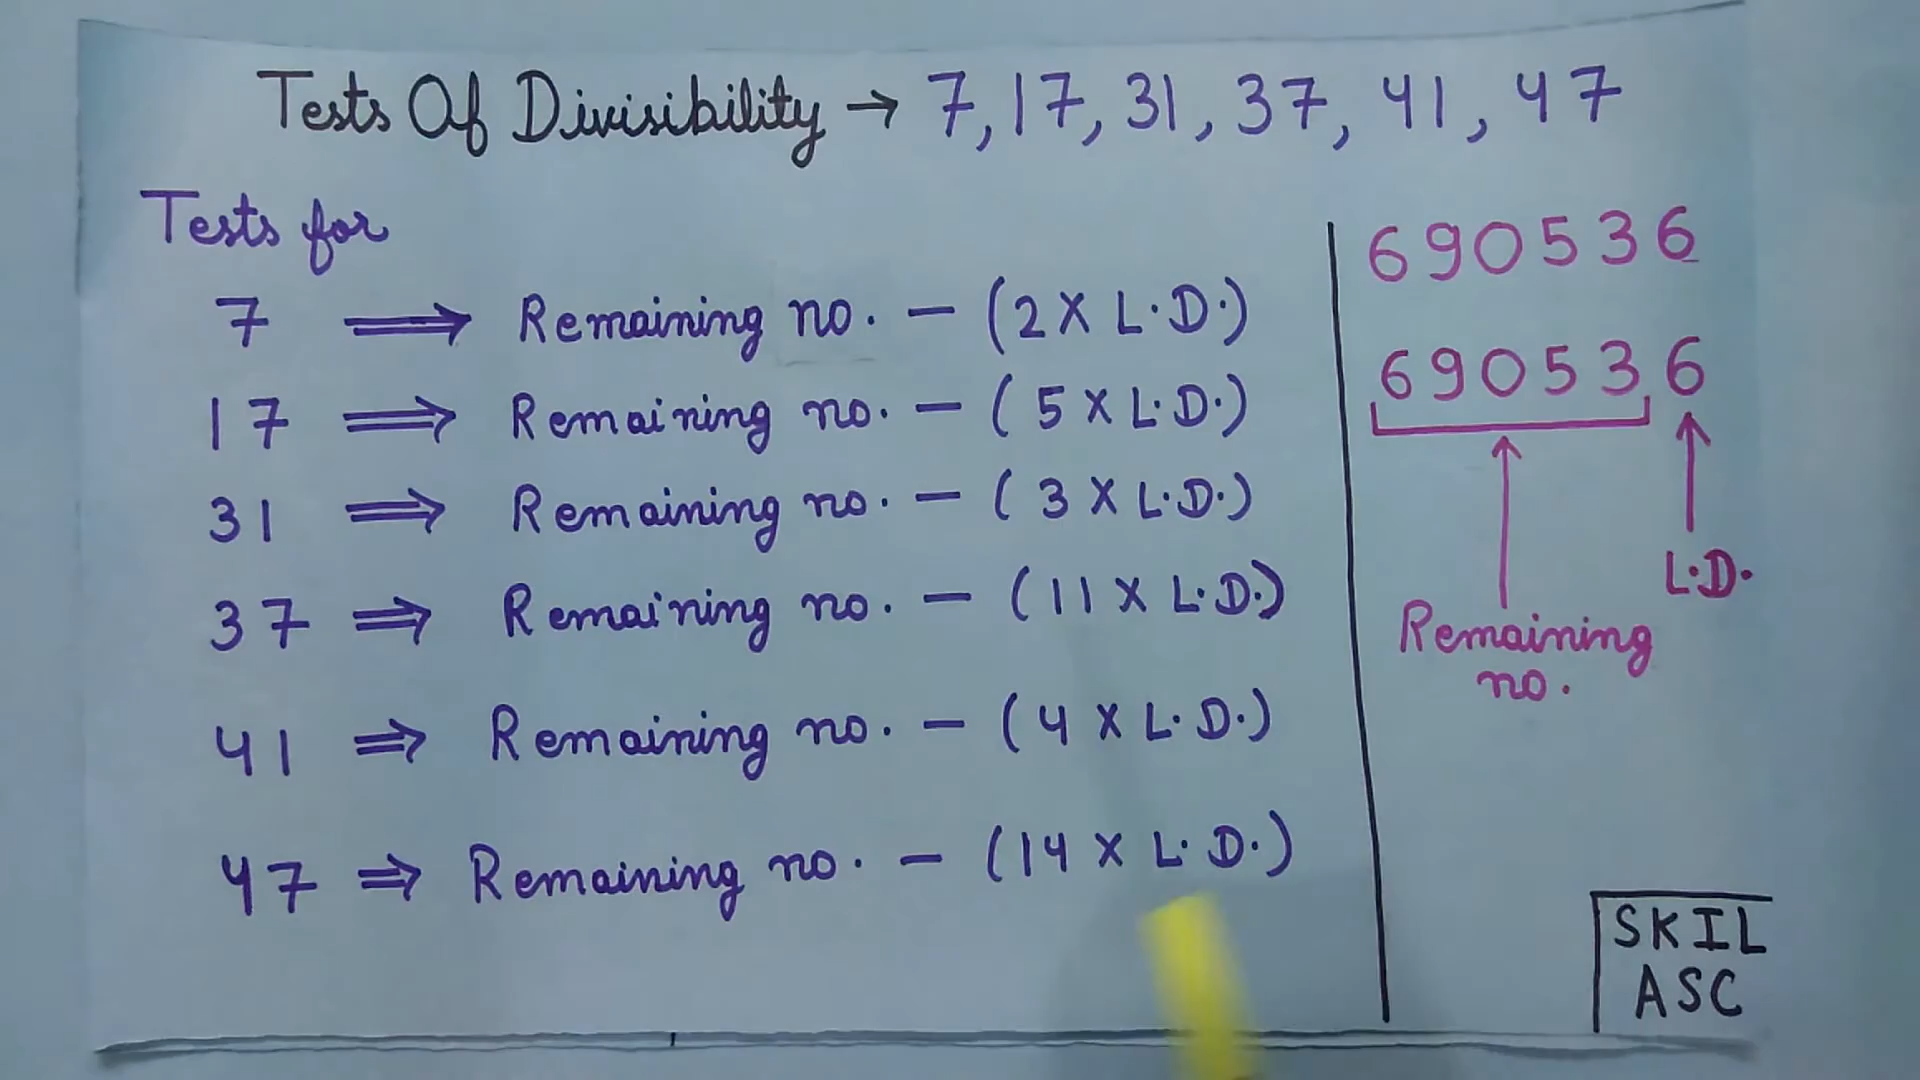 Tests Of Divisibility → 7, 17, 31, 37, 41, 47
Tests for
7 ⟹ Remaining no. - (2 X L.D.)
17 ⟹ Remaining no. - (5 X L.D.)
31 ⟹ Remaining no. - (3 X L.D.)
37 ⟹ Remaining no. - (11 X L.D.)
41 ⟹ Remaining no. - (4 X L.D.)
47 ⟹ Remaining no. - (14 X L.D.)
690536
690536
L.D.
Remaining
no.
SKIL
ASC